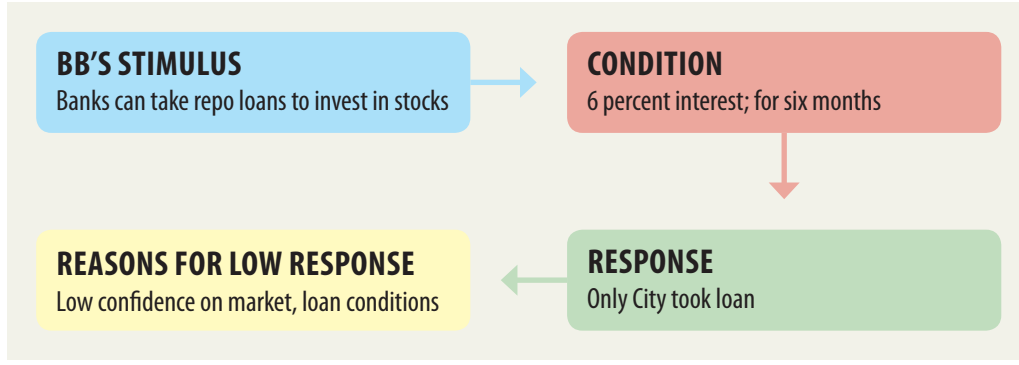 BB'S STIMULUS
Banks can take repo loans to invest in stocks
CONDITION
6 percent interest; for six months
RESPONSE
Only City took loan
REASONS FOR LOW RESPONSE
Low confidence on market, loan conditions